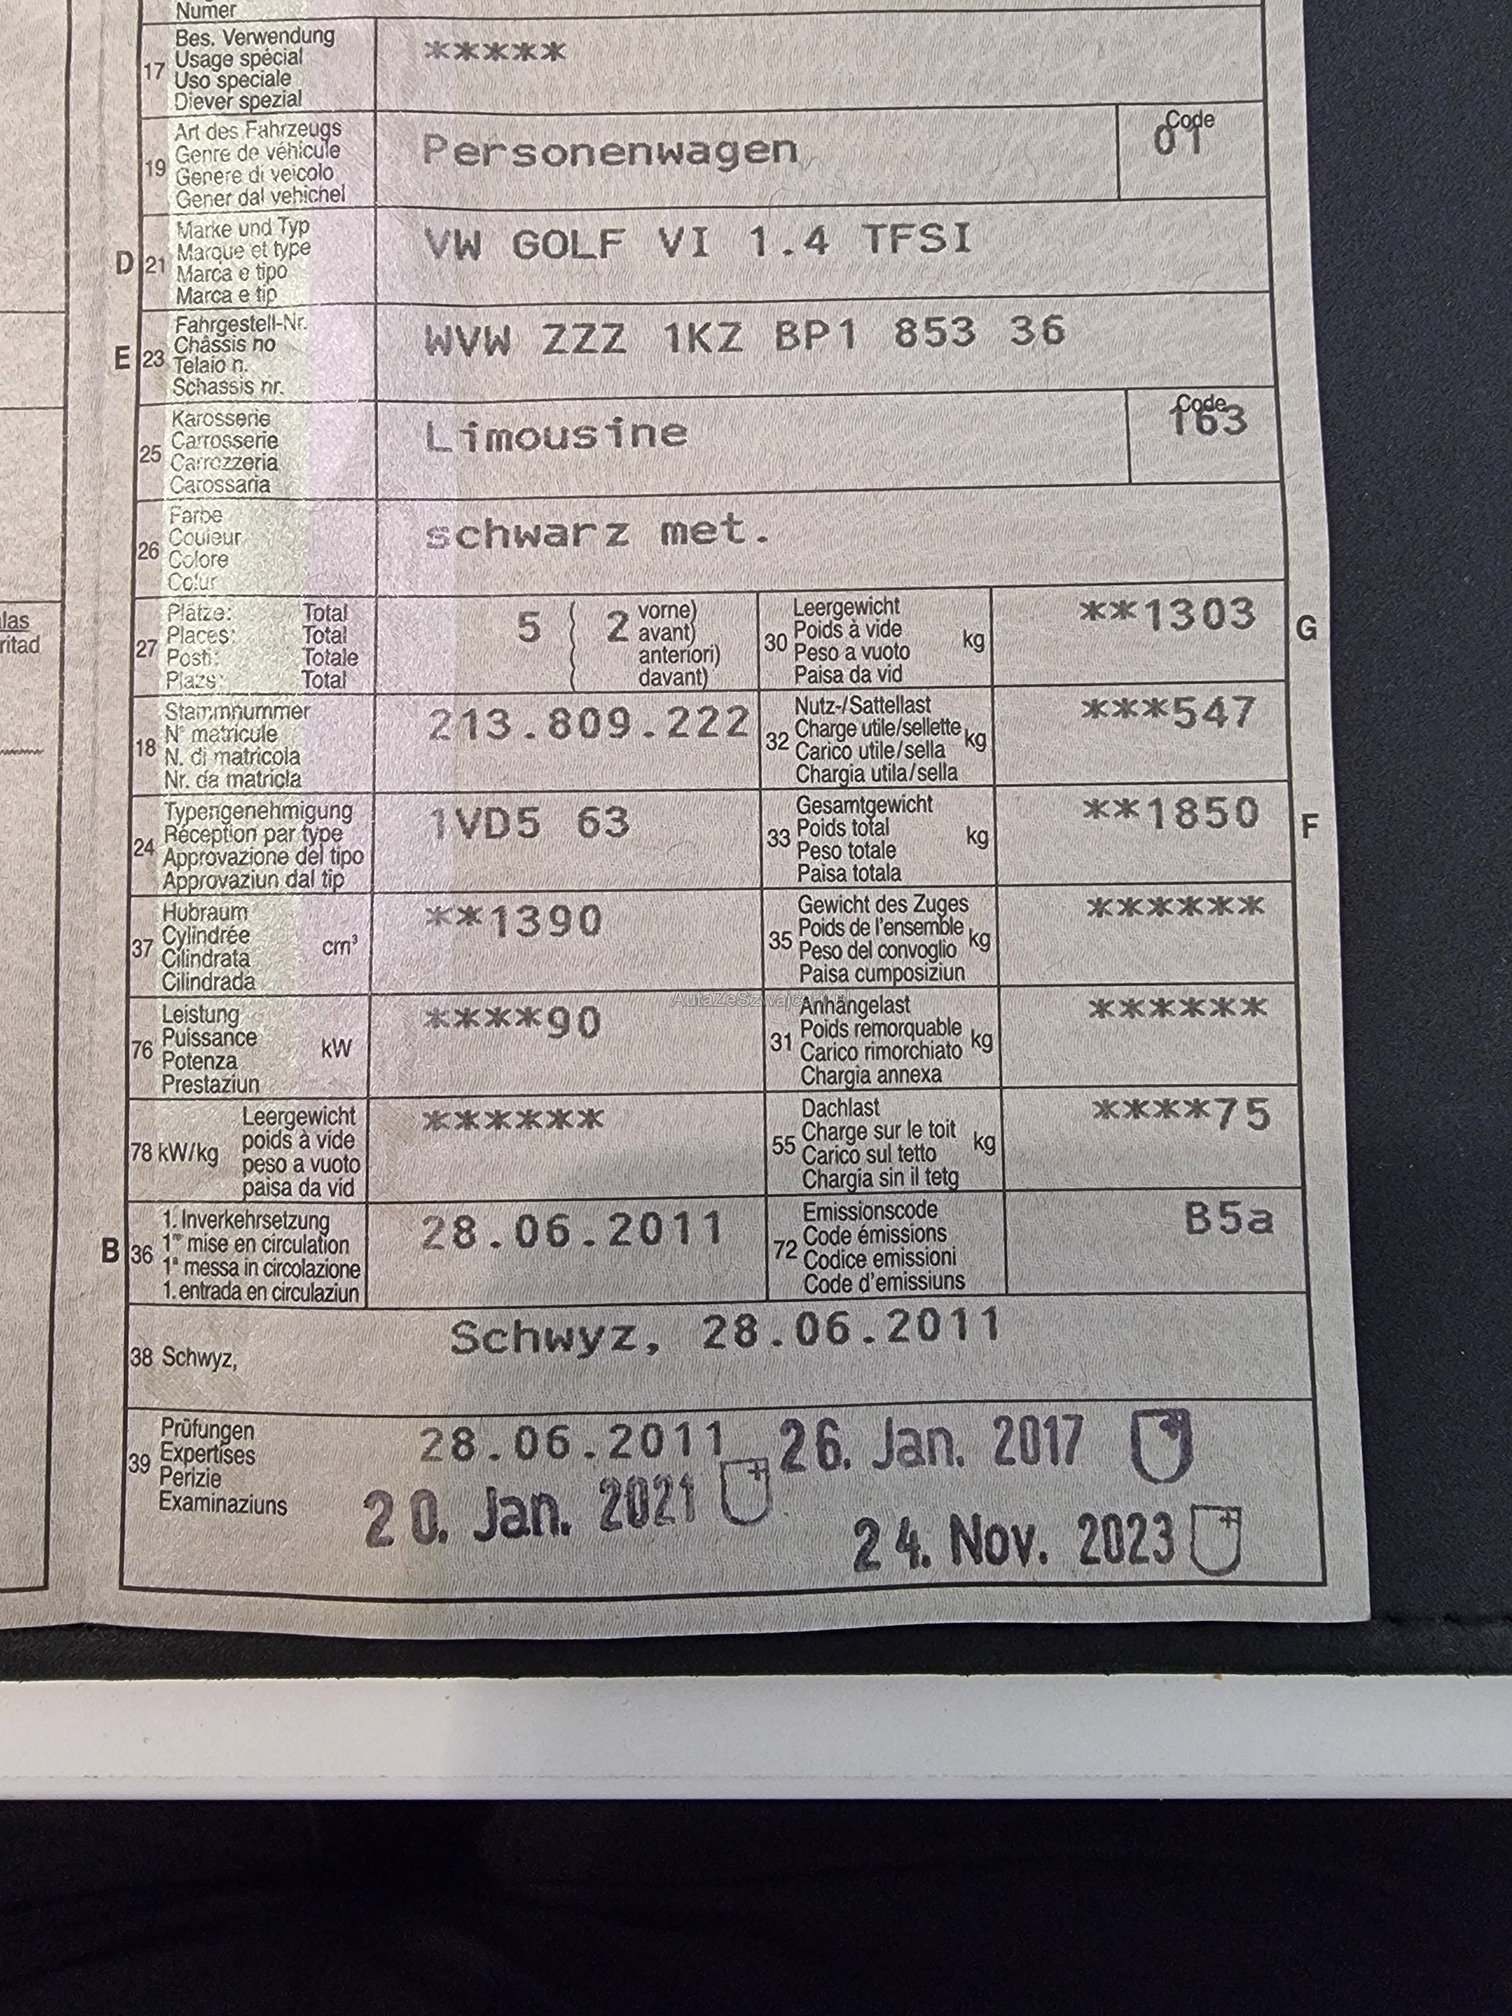 Numer
17 Bes. Verwendung
Usage spécial
Uso speciale
Diever spezial
*****
19 Art des Fahrzeugs
Genre de véhicule
Genere di veicolo
Gener dal vehichel
Personenwagen
Code
01
D 21 Marke und Typ
Marque et type
Marca e tipo
Marca e tip
VW GOLF VI 1.4 TFSI
E 23 Fahrgestell-Nr.
Châssis no
Telaio n.
Schassis nr.
WVW ZZZ 1KZ BP1 853 36
25 Karosserie
Carrosserie
Carrozzeria
Carossaria
Limousine
Code
163
26 Farbe
Couleur
Colore
Colur
schwarz met.
27 Plätze: Total
Places: Total
Posti: Totale
Plazs: Total
5 ( 2 vorne)
avant)
anteriori)
davant)
30 Leergewicht
Poids à vide kg
Peso a vuoto
Paisa da vid
**1303 G
las
ritad
18 Stammnummer
N° matricule
N. di matricola
Nr. da matricla
213.809.222
32 Nutz-/Sattellast
Charge utile/sellette kg
Carico utile/sella
Chargia utila/sella
***547
24 Typengenehmigung
Réception par type
Approvazione del tipo
Approvaziun dal tip
1VD5 63
33 Gesamtgewicht
Poids total kg
Peso totale
Paisa totala
**1850 F
37 Hubraum
Cylindrée cm³
Cilindrata
Cilindrada
**1390
35 Gewicht des Zuges
Poids de l'ensemble kg
Peso del convoglio
Paisa cumposiziun
******
76 Leistung
Puissance kW
Potenza
Prestaziun
****90
31 Anhängelast
Poids remorquable kg
Carico rimorchiato
Chargia annexa
******
78 kW/kg Leergewicht
poids à vide
peso a vuoto
paisa da vid
******
55 Dachlast
Charge sur le toit kg
Carico sul tetto
Chargia sin il tetg
****75
B 36 1. Inverkehrsetzung
1re mise en circulation
1a messa in circolazione
1. entrada en circulaziun
28.06.2011
72 Emissionscode
Code émissions
Codice emissioni
Code d'emissiuns
B5a
38 Schwyz,
Schwyz, 28.06.2011
39 Prüfungen
Expertises
Perizie
Examinaziuns
28.06.2011 26. Jan. 2017
20. Jan. 2021
24. Nov. 2023